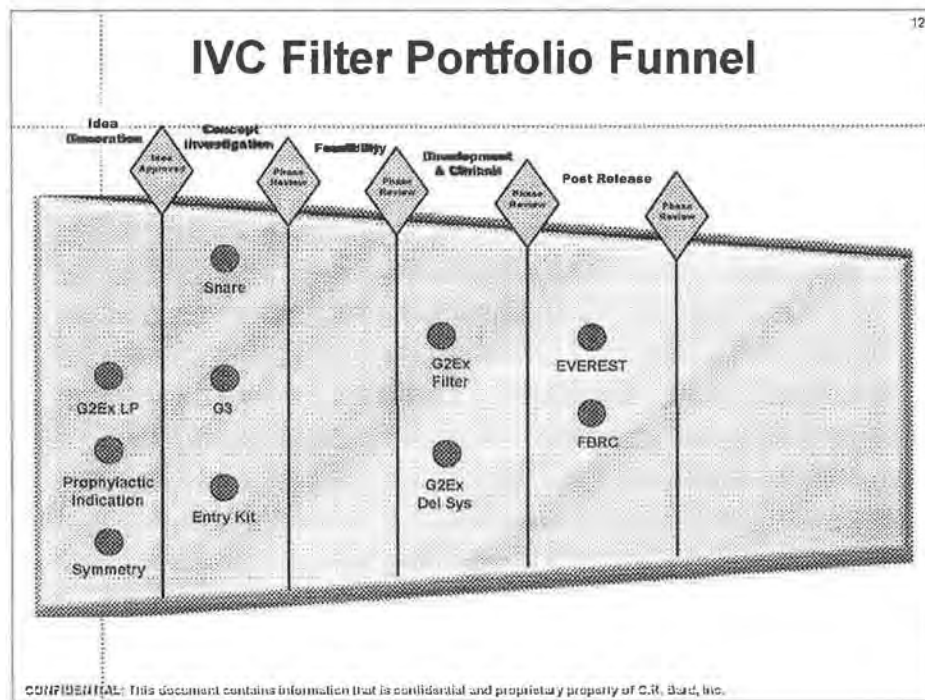 12
IVC Filter Portfolio Funnel
Idea
Generation
Concept
Investigation
Feasibility
Development
& Clinicals
Post Release
Idea
Approved
Phase
Review
Phase
Review
Phase
Review
Phase
Review
Snare
G2Ex LP
G3
G2Ex
Filter
EVEREST
FBRC
Prophylactic
Indication
Entry Kit
G2Ex
Del Sys
Symmetry
CONFIDENTIAL: This document contains information that is confidential and proprietary property of C.R. Bard, Inc.